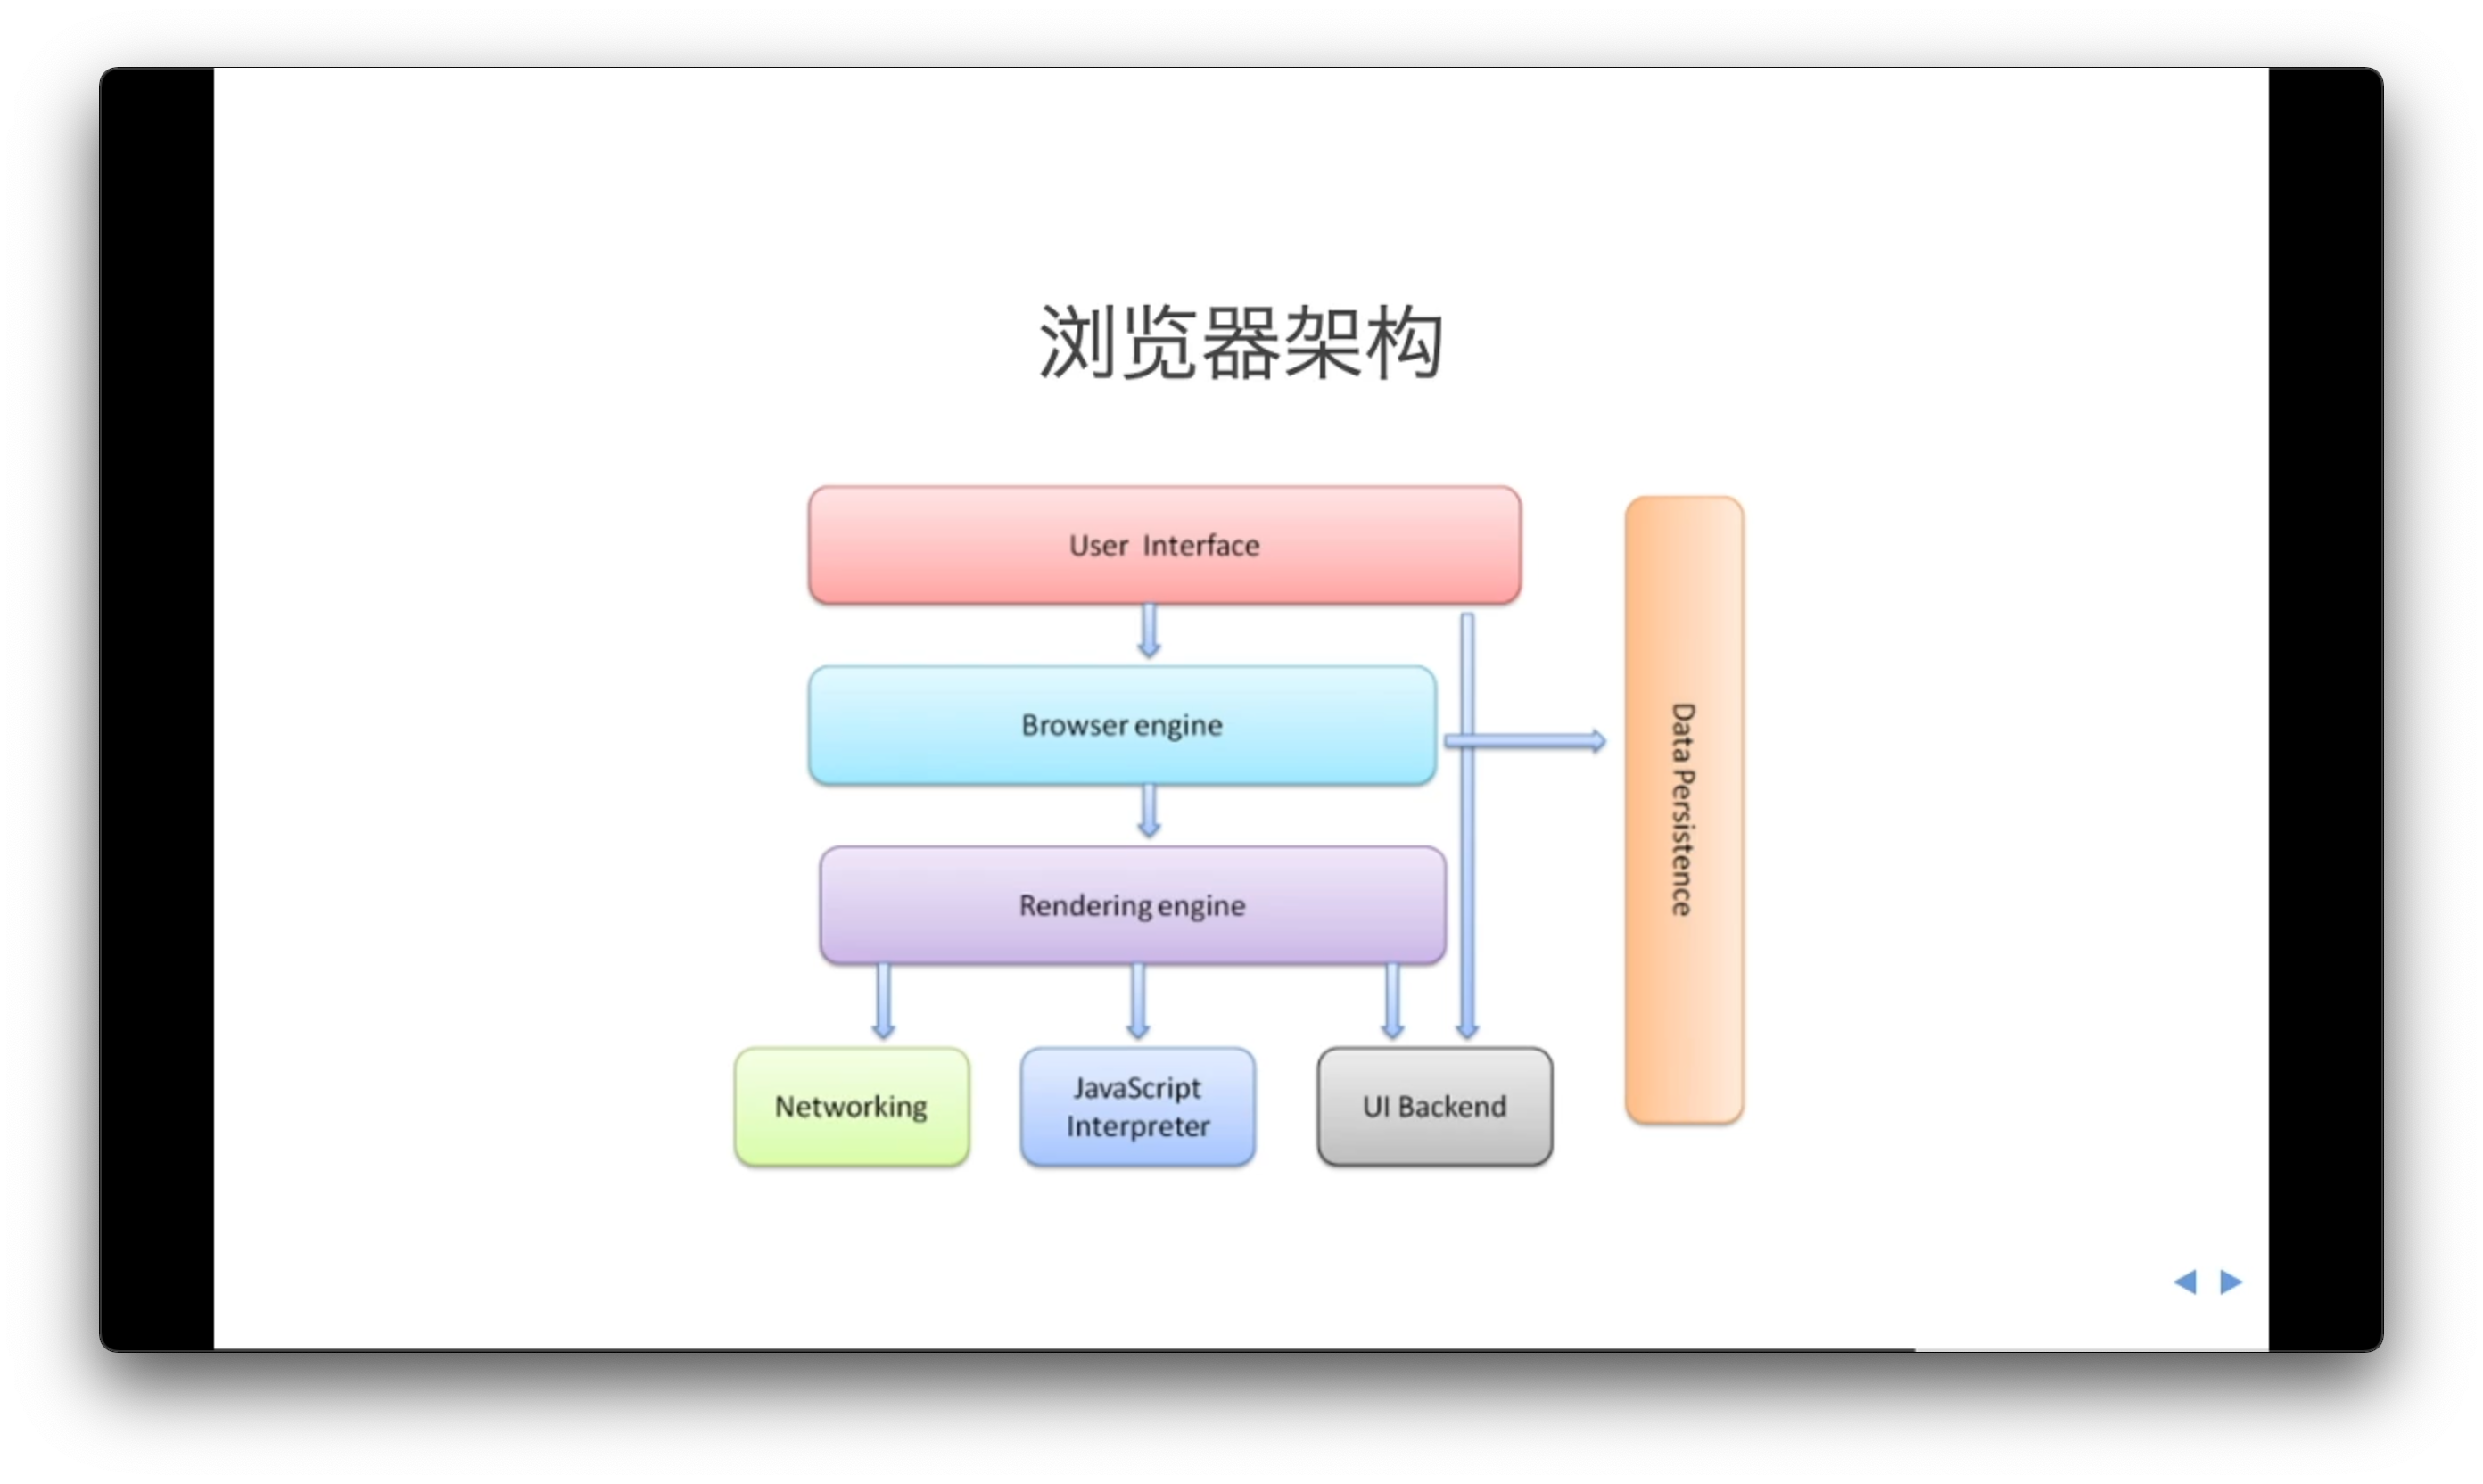 浏览器架构
User Interface
Browser engine
Rendering engine
Networking
JavaScript
Interpreter
UI Backend
Data Persistence